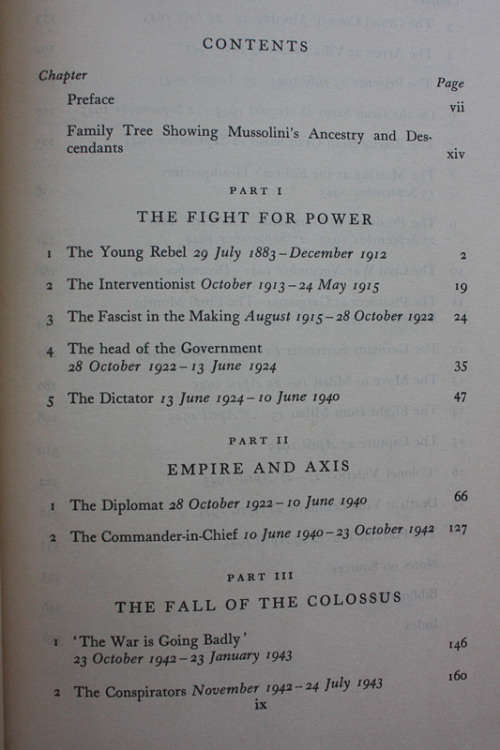 CONTENTS
Chapter Page
Preface vii
Family Tree Showing Mussolini's Ancestry and Des-
cendants xiv
PART I
THE FIGHT FOR POWER
1 The Young Rebel 29 July 1883–December 1912 2
2 The Interventionist October 1913–24 May 1915 19
3 The Fascist in the Making August 1915–28 October 1922 24
4 The head of the Government
28 October 1922–13 June 1924 35
5 The Dictator 13 June 1924–10 June 1940 47
PART II
EMPIRE AND AXIS
1 The Diplomat 28 October 1922–10 June 1940 66
2 The Commander-in-Chief 10 June 1940–23 October 1942 127
PART III
THE FALL OF THE COLOSSUS
1 'The War is Going Badly'
23 October 1942–23 January 1943 146
2 The Conspirators November 1942–24 July 1943 160
ix